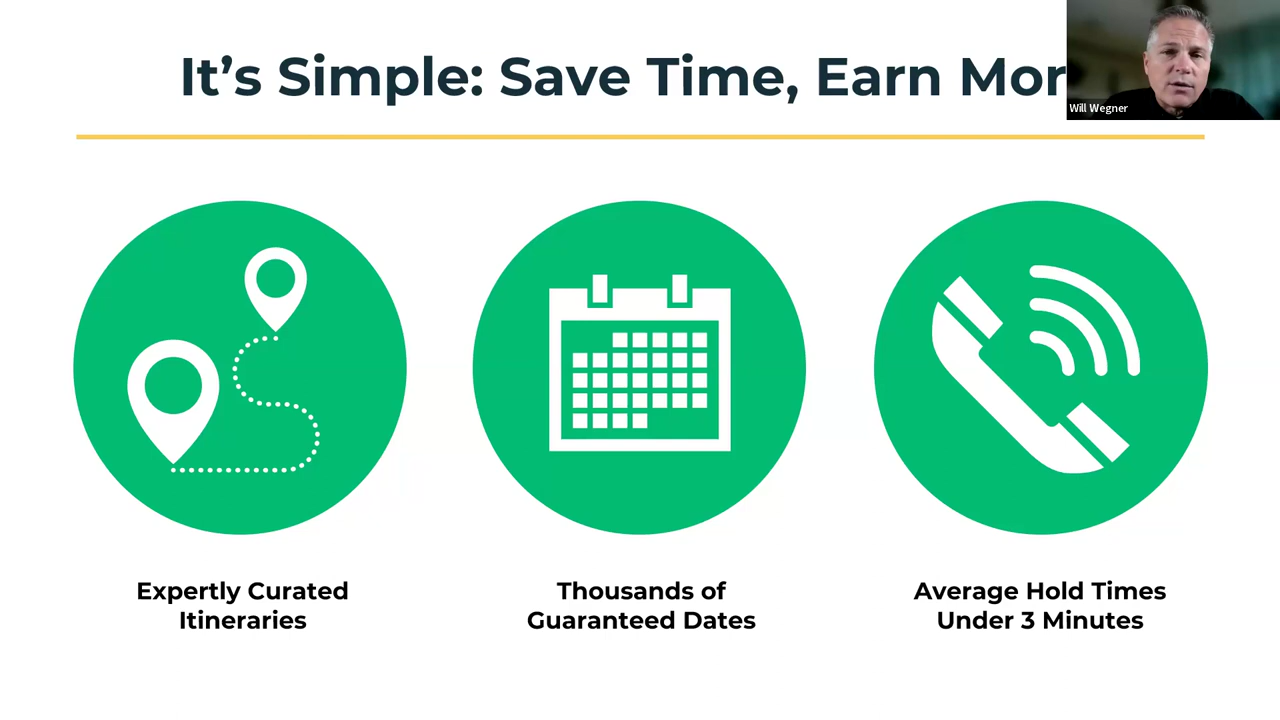 It's Simple: Save Time, Earn Mor
Will Wegner
Expertly Curated
Itineraries
Thousands of
Guaranteed Dates
Average Hold Times
Under 3 Minutes